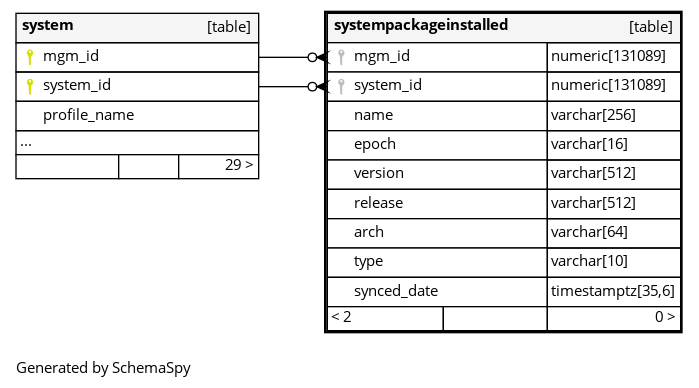 system [table]
mgm_id
system_id
profile_name
...
29 >
systempackageinstalled [table]
mgm_id numeric[131089]
system_id numeric[131089]
name varchar[256]
epoch varchar[16]
version varchar[512]
release varchar[512]
arch varchar[64]
type varchar[10]
synced_date timestamptz[35,6]
< 2 0 >
Generated by SchemaSpy